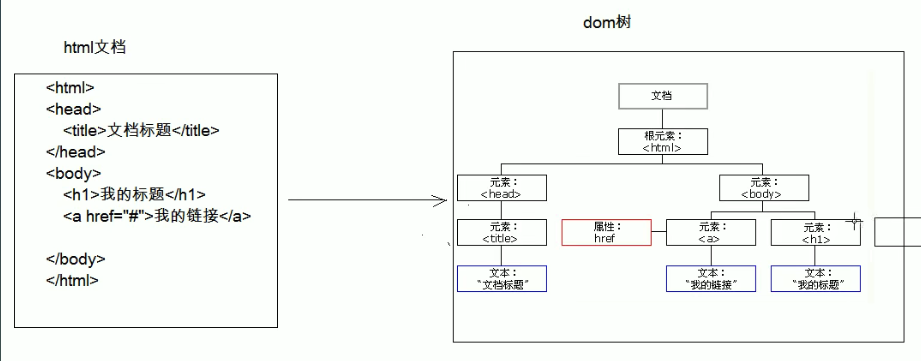 dom树
html文档
<html>
<head>
<title>文档标题</title>
</head>
<body>
<h1>我的标题</h1>
<a href="#">我的链接</a>
</body>
</html>
文档
根元素：
<html>
元素：
<head>
元素：
<body>
元素：
<title>
属性：
href
元素：
<a>
元素：
<h1>
文本：
"文档标题"
文本：
"我的链接"
文本：
"我的标题"